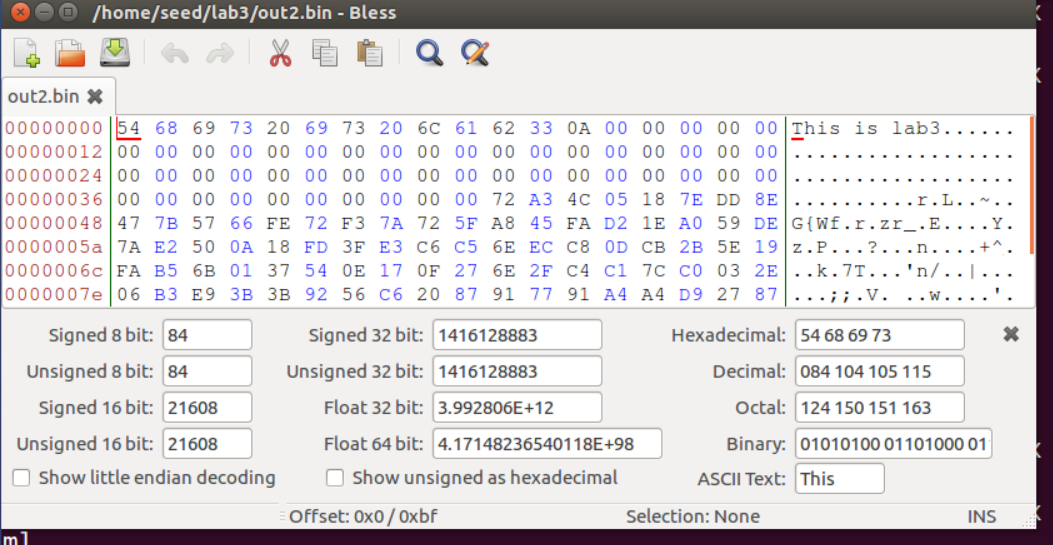 /home/seed/lab3/out2.bin - Bless
out2.bin
00000000 54 68 69 73 20 69 73 20 6C 61 62 33 0A 00 00 00 00 00 This is lab3......
00000012 00 00 00 00 00 00 00 00 00 00 00 00 00 00 00 00 00 00 ..................
00000024 00 00 00 00 00 00 00 00 00 00 00 00 00 00 00 00 00 00 ..................
00000036 00 00 00 00 00 00 00 00 00 00 72 A3 4C 05 18 7E DD 8E ..........r.L..~..
00000048 47 7B 57 66 FE 72 F3 7A 72 5F A8 45 FA D2 1E A0 59 DE G{Wf.r.zr_.E....Y.
0000005a 7A E2 50 0A 18 FD 3F E3 C6 C5 6E EC C8 0D CB 2B 5E 19 z.P...?...n....+^.
0000006c FA B5 6B 01 37 54 0E 17 0F 27 6E 2F C4 C1 7C C0 03 2E ..k.7T...'n/..|...
0000007e 06 B3 E9 3B 3B 92 56 C6 20 87 91 77 91 A4 A4 D9 27 87 ...;;.V. ..w....'.
Signed 8 bit: 84 Signed 32 bit: 1416128883 Hexadecimal: 54 68 69 73
Unsigned 8 bit: 84 Unsigned 32 bit: 1416128883 Decimal: 084 104 105 115
Signed 16 bit: 21608 Float 32 bit: 3.992806E+12 Octal: 124 150 151 163
Unsigned 16 bit: 21608 Float 64 bit: 4.17148236540118E+98 Binary: 01010100 01101000 01
Show little endian decoding Show unsigned as hexadecimal ASCII Text: This
Offset: 0x0 / 0xbf Selection: None INS
m]